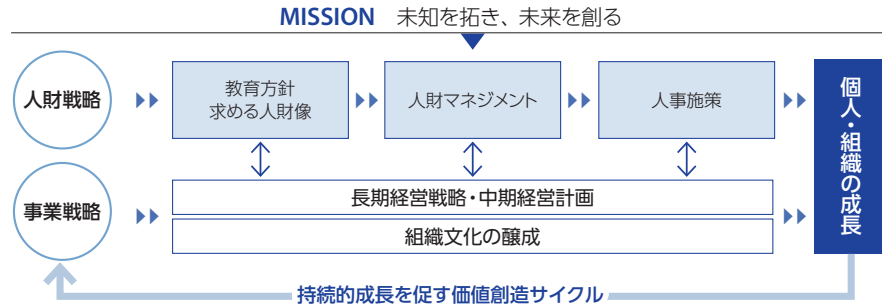 MISSION 未知を拓き、未来を創る
人財戦略
教育方針
求める人財像
人財マネジメント
人事施策
個人・組織の成長
事業戦略
長期経営戦略・中期経営計画
組織文化の醸成
持続的成長を促す価値創造サイクル